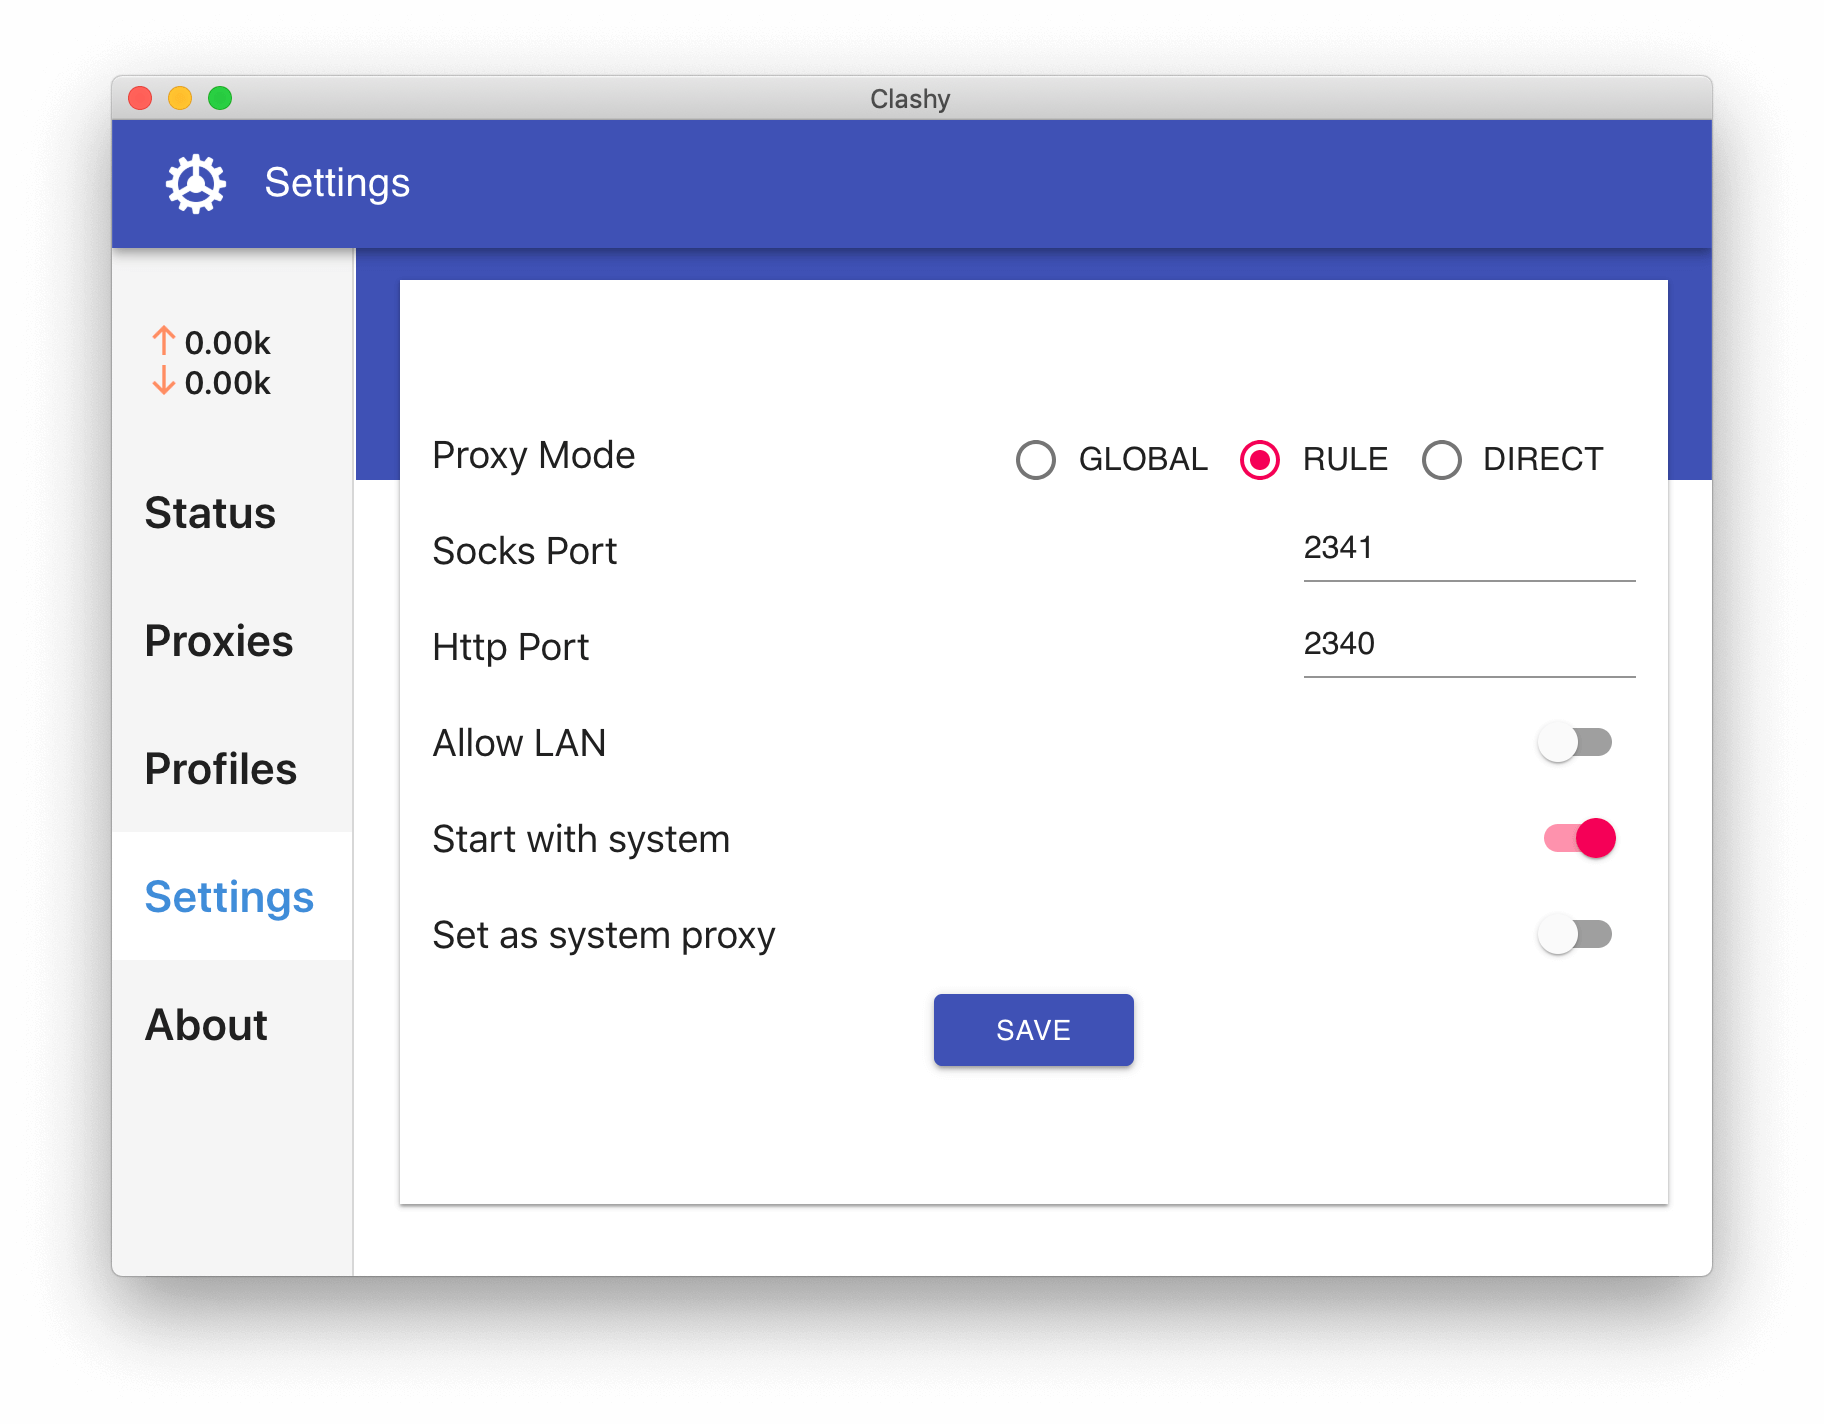 Clashy
Settings
↑ 0.00k
↓ 0.00k
Status
Proxies
Profiles
Settings
About
Proxy Mode GLOBAL RULE DIRECT
Socks Port 2341
Http Port 2340
Allow LAN
Start with system
Set as system proxy
SAVE